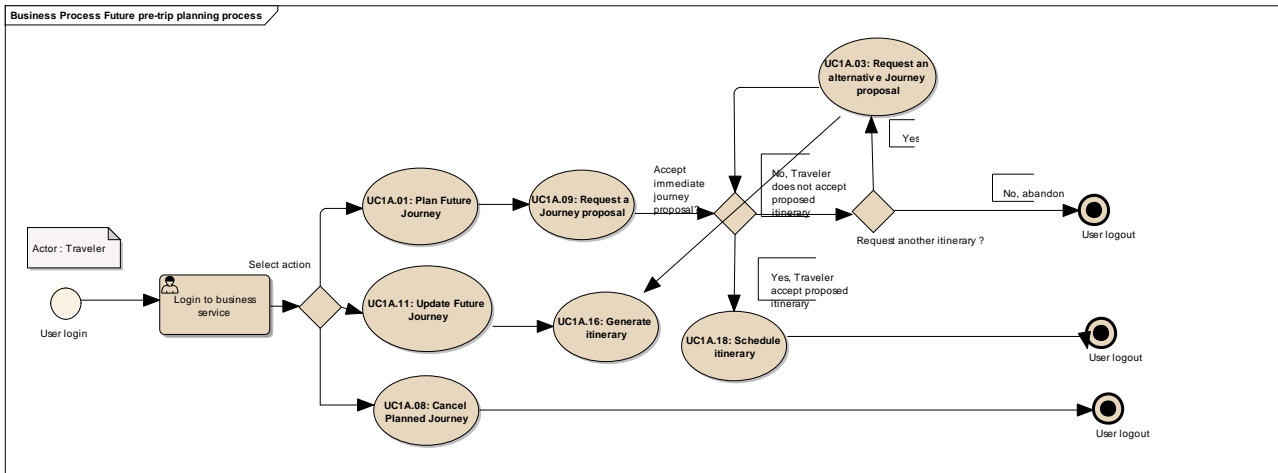 Business Process Future pre-trip planning process
UC1A.03: Request an
alternative Journey
proposal
Yes
Accept
immediate
journey
proposal?
No, Traveler
does not accept
proposed
itinerary
UC1A.01: Plan Future
Journey
UC1A.09: Request a
Journey proposal
No, abandon
User logout
Request another itinerary ?
Actor : Traveler
Select action
Login to business
service
User login
UC1A.11: Update Future
Journey
UC1A.16: Generate
itinerary
Yes, Traveler
accept proposed
itinerary
UC1A.18: Schedule
itinerary
User logout
UC1A.08: Cancel
Planned Journey
User logout